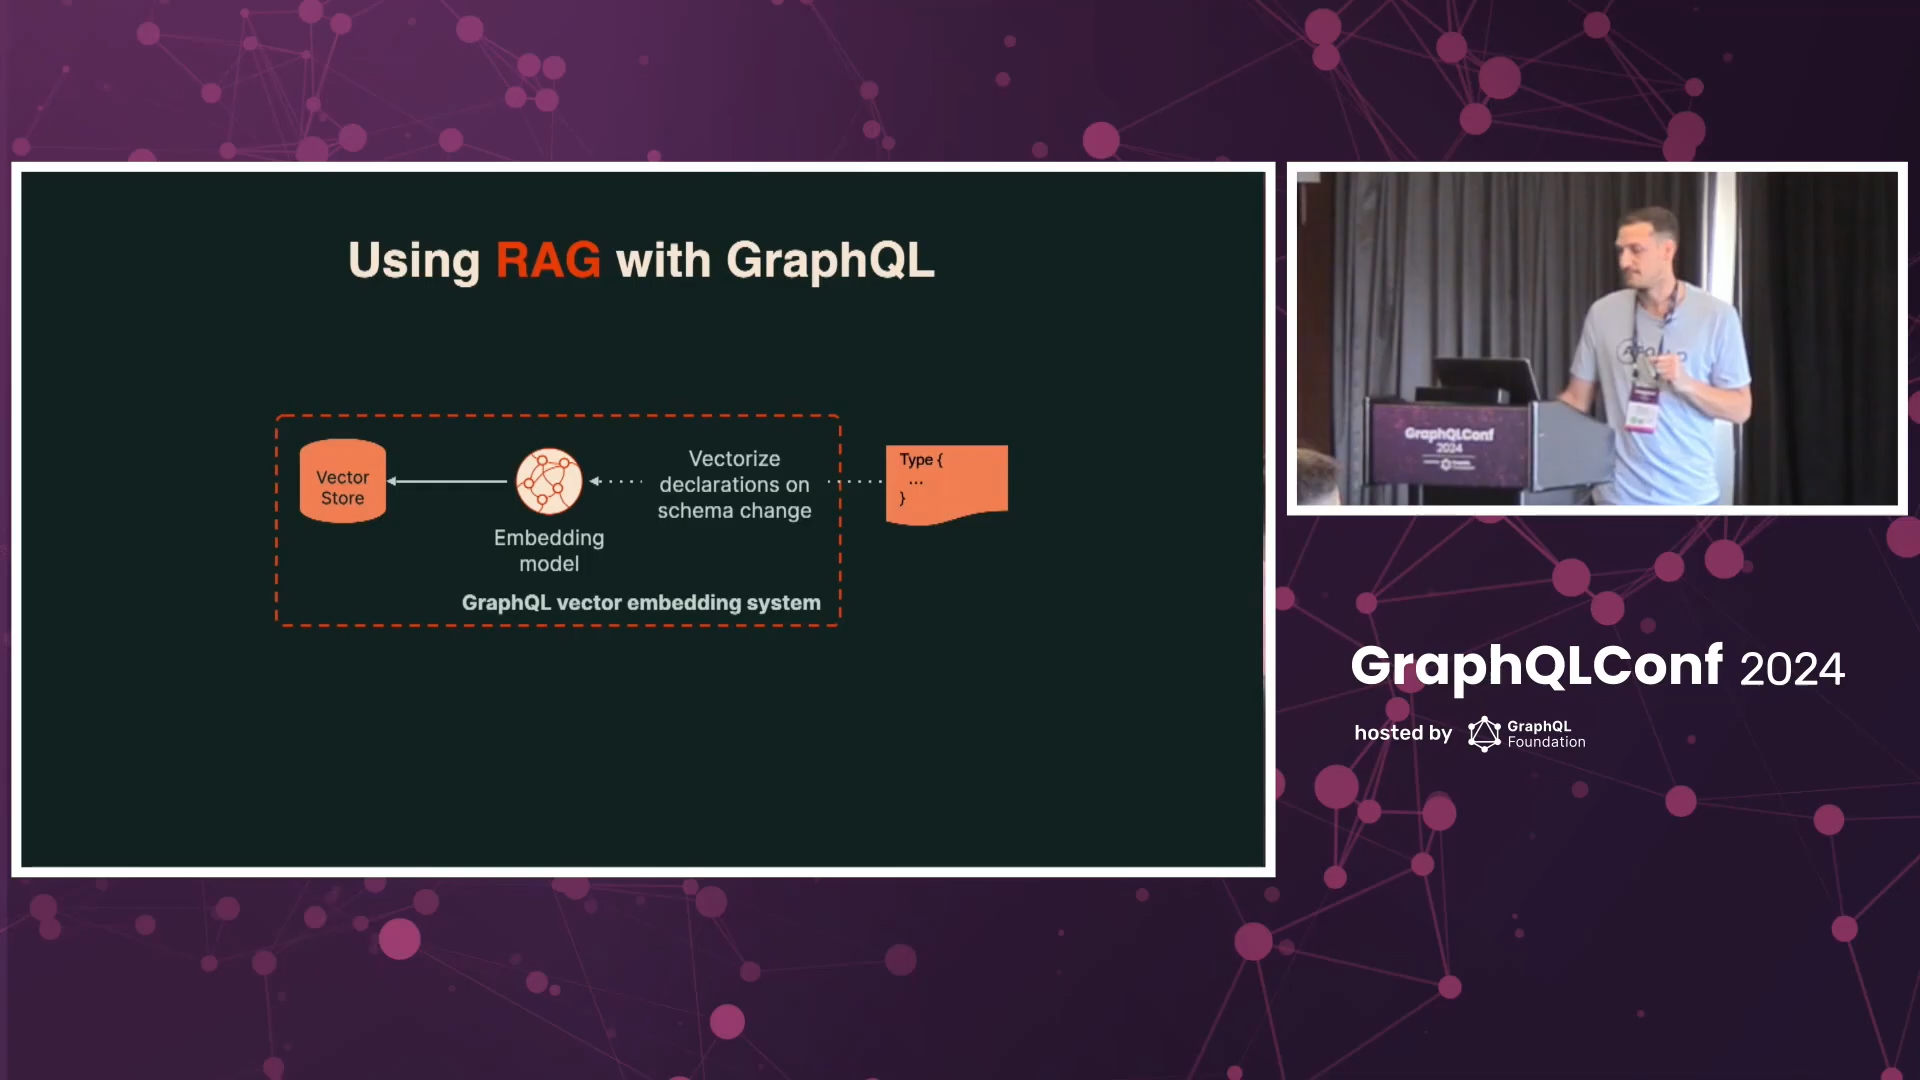 Using RAG with GraphQL
Vector
Store
Embedding
model
Vectorize
declarations on
schema change
Type {
...
}
GraphQL vector embedding system
APOLLO
GraphQLConf
2024
GraphQLConf 2024
hosted by
GraphQL
Foundation